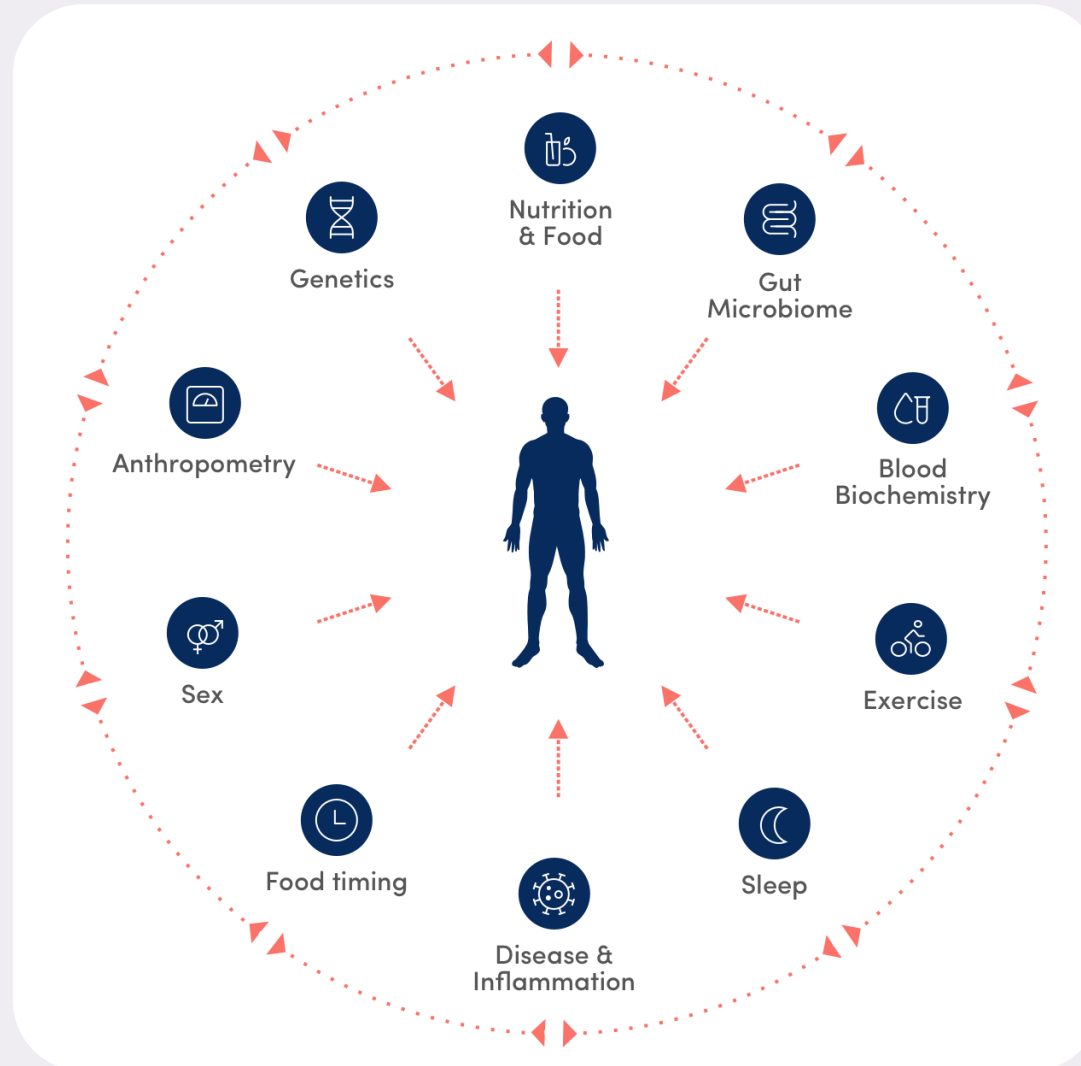 Nutrition
& Food
Gut
Microbiome
Blood
Biochemistry
Exercise
Sleep
Disease &
Inflammation
Food timing
Sex
Anthropometry
Genetics